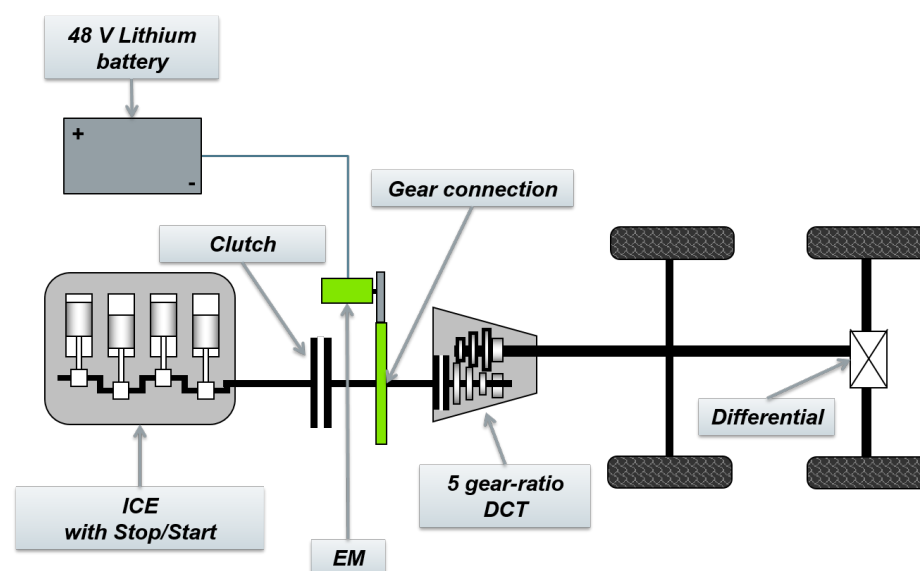 48 V Lithium
battery
+
-
Gear connection
Clutch
Differential
5 gear-ratio
DCT
ICE
with Stop/Start
EM